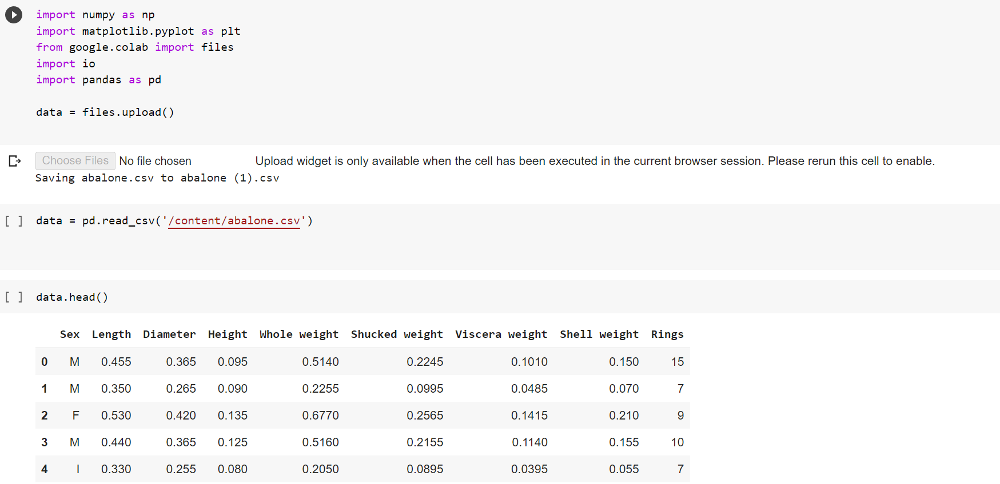 import numpy as np
import matplotlib.pyplot as plt
from google.colab import files
import io
import pandas as pd
data = files.upload()
Choose Files No file chosen Upload widget is only available when the cell has been executed in the current browser session. Please rerun this cell to enable.
Saving abalone.csv to abalone (1).csv
[ ] data = pd.read_csv('/content/abalone.csv')
[ ] data.head()
Sex Length Diameter Height Whole weight Shucked weight Viscera weight Shell weight Rings
0 M 0.455 0.365 0.095 0.5140 0.2245 0.1010 0.150 15
1 M 0.350 0.265 0.090 0.2255 0.0995 0.0485 0.070 7
2 F 0.530 0.420 0.135 0.6770 0.2565 0.1415 0.210 9
3 M 0.440 0.365 0.125 0.5160 0.2155 0.1140 0.155 10
4 I 0.330 0.255 0.080 0.2050 0.0895 0.0395 0.055 7